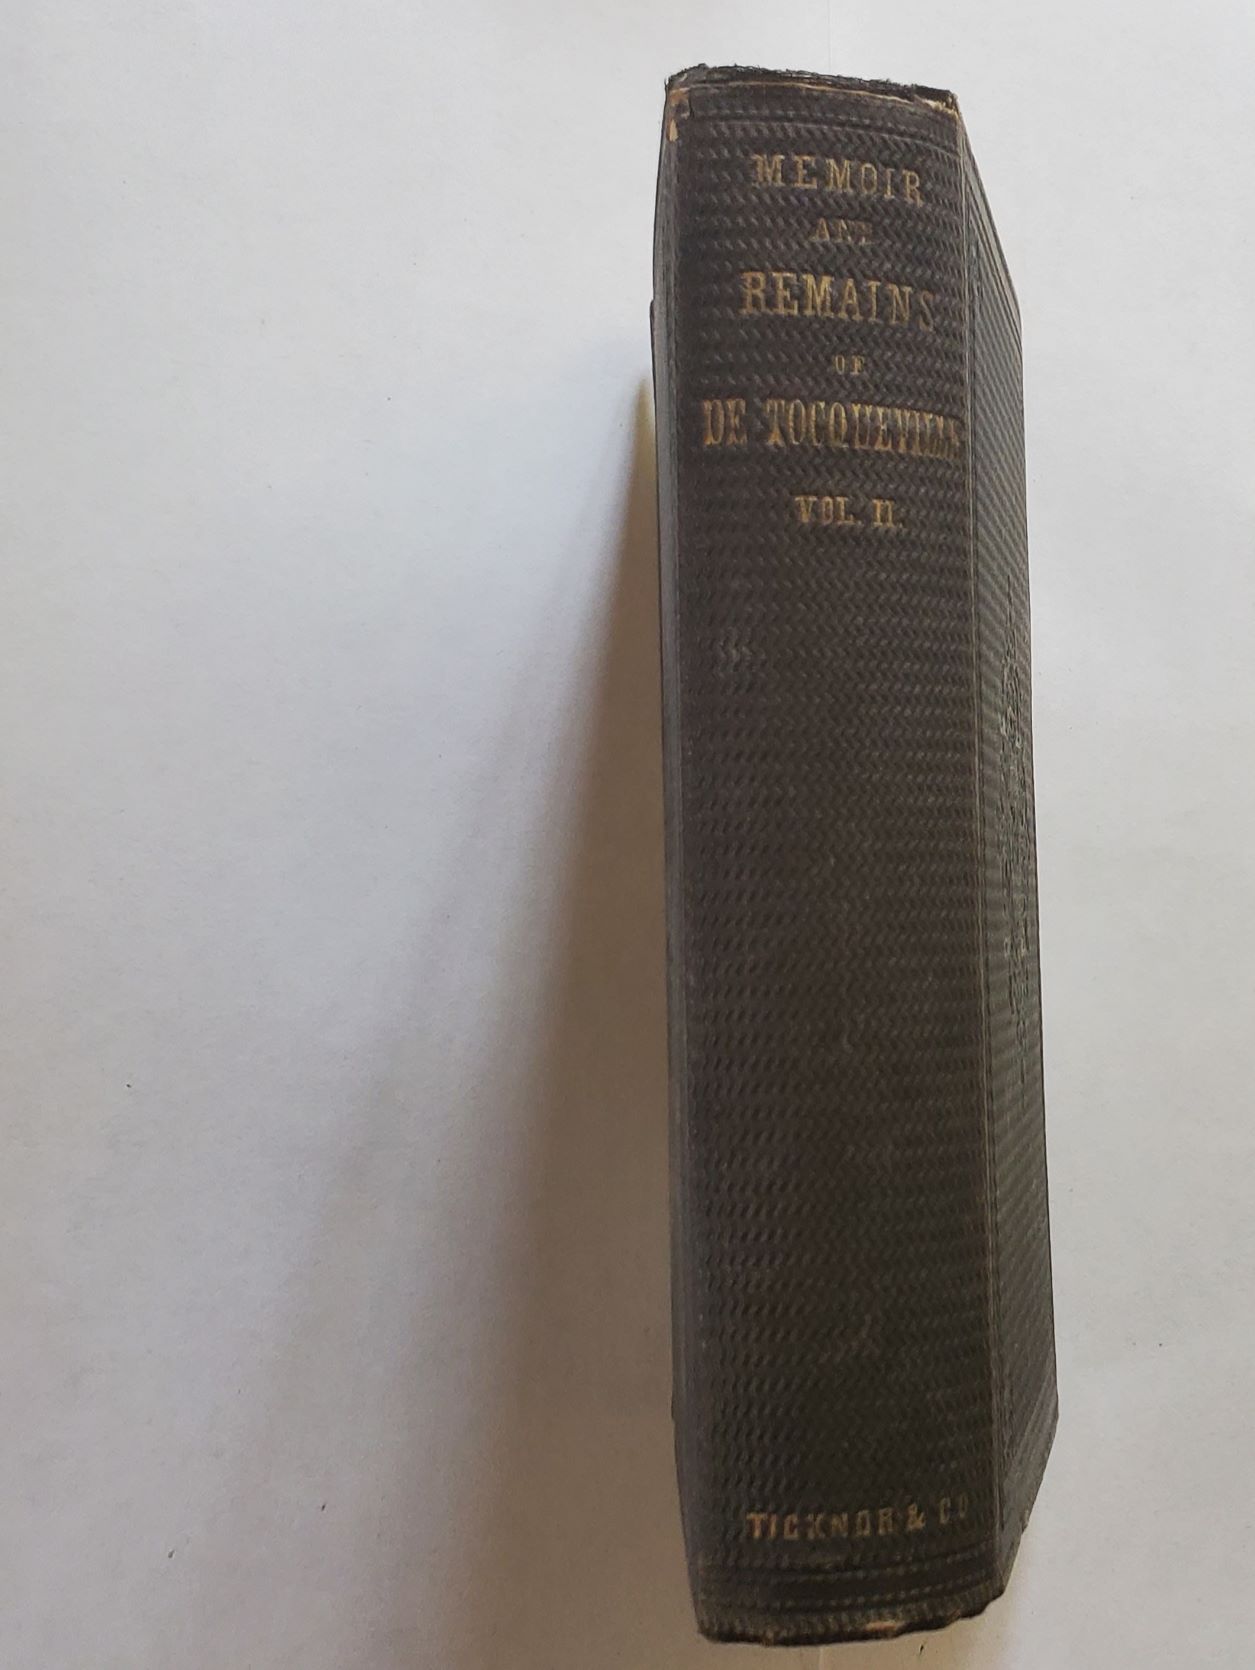 MEMOIR
AND
REMAINS
OF
DE TOCQUEVILLE
VOL. II.
TICKNOR & CO